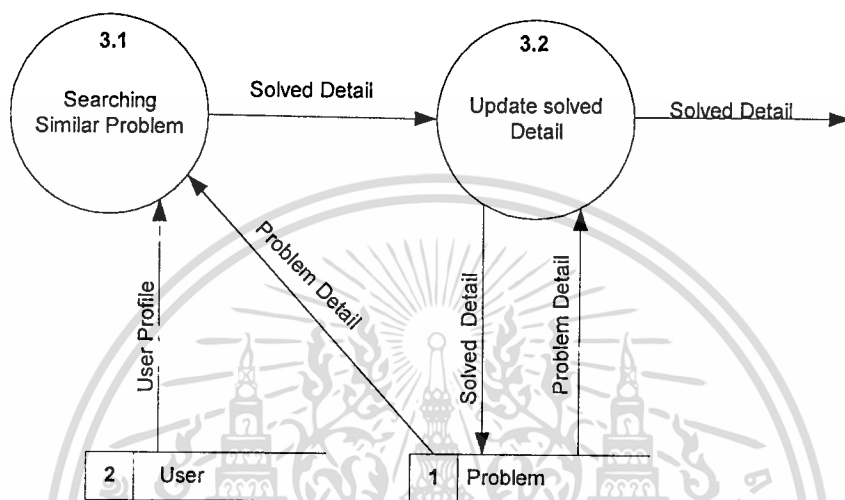 3.1
Searching
Similar Problem
Solved Detail
3.2
Update solved
Detail
Solved Detail
User Profile
Problem Detail
Solved Detail
Problem Detail
2 User
1 Problem